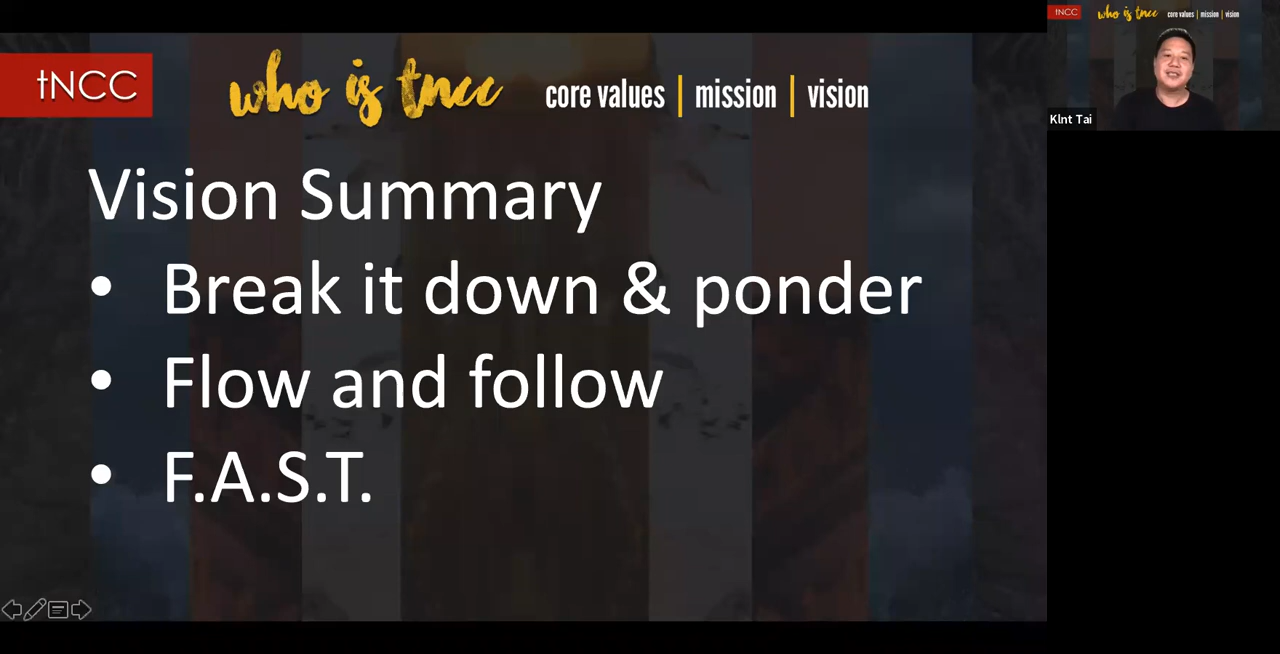 tNCC
who is tncc core values | mission | vision
Vision Summary
• Break it down & ponder
• Flow and follow
• F.A.S.T.
tNCC who is tncc core values | mission | vision
Klnt Tai